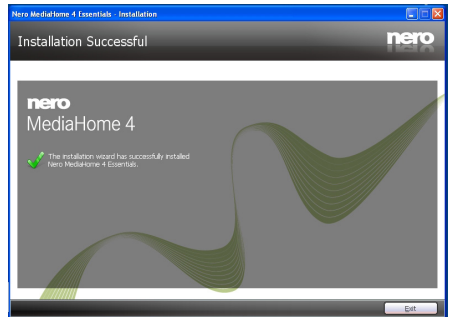 Nero MediaHome 4 Essentials - Installation
Installation Successful
nero
nero
MediaHome 4
The installation wizard has successfully installed
Nero MediaHome 4 Essentials.
Exit